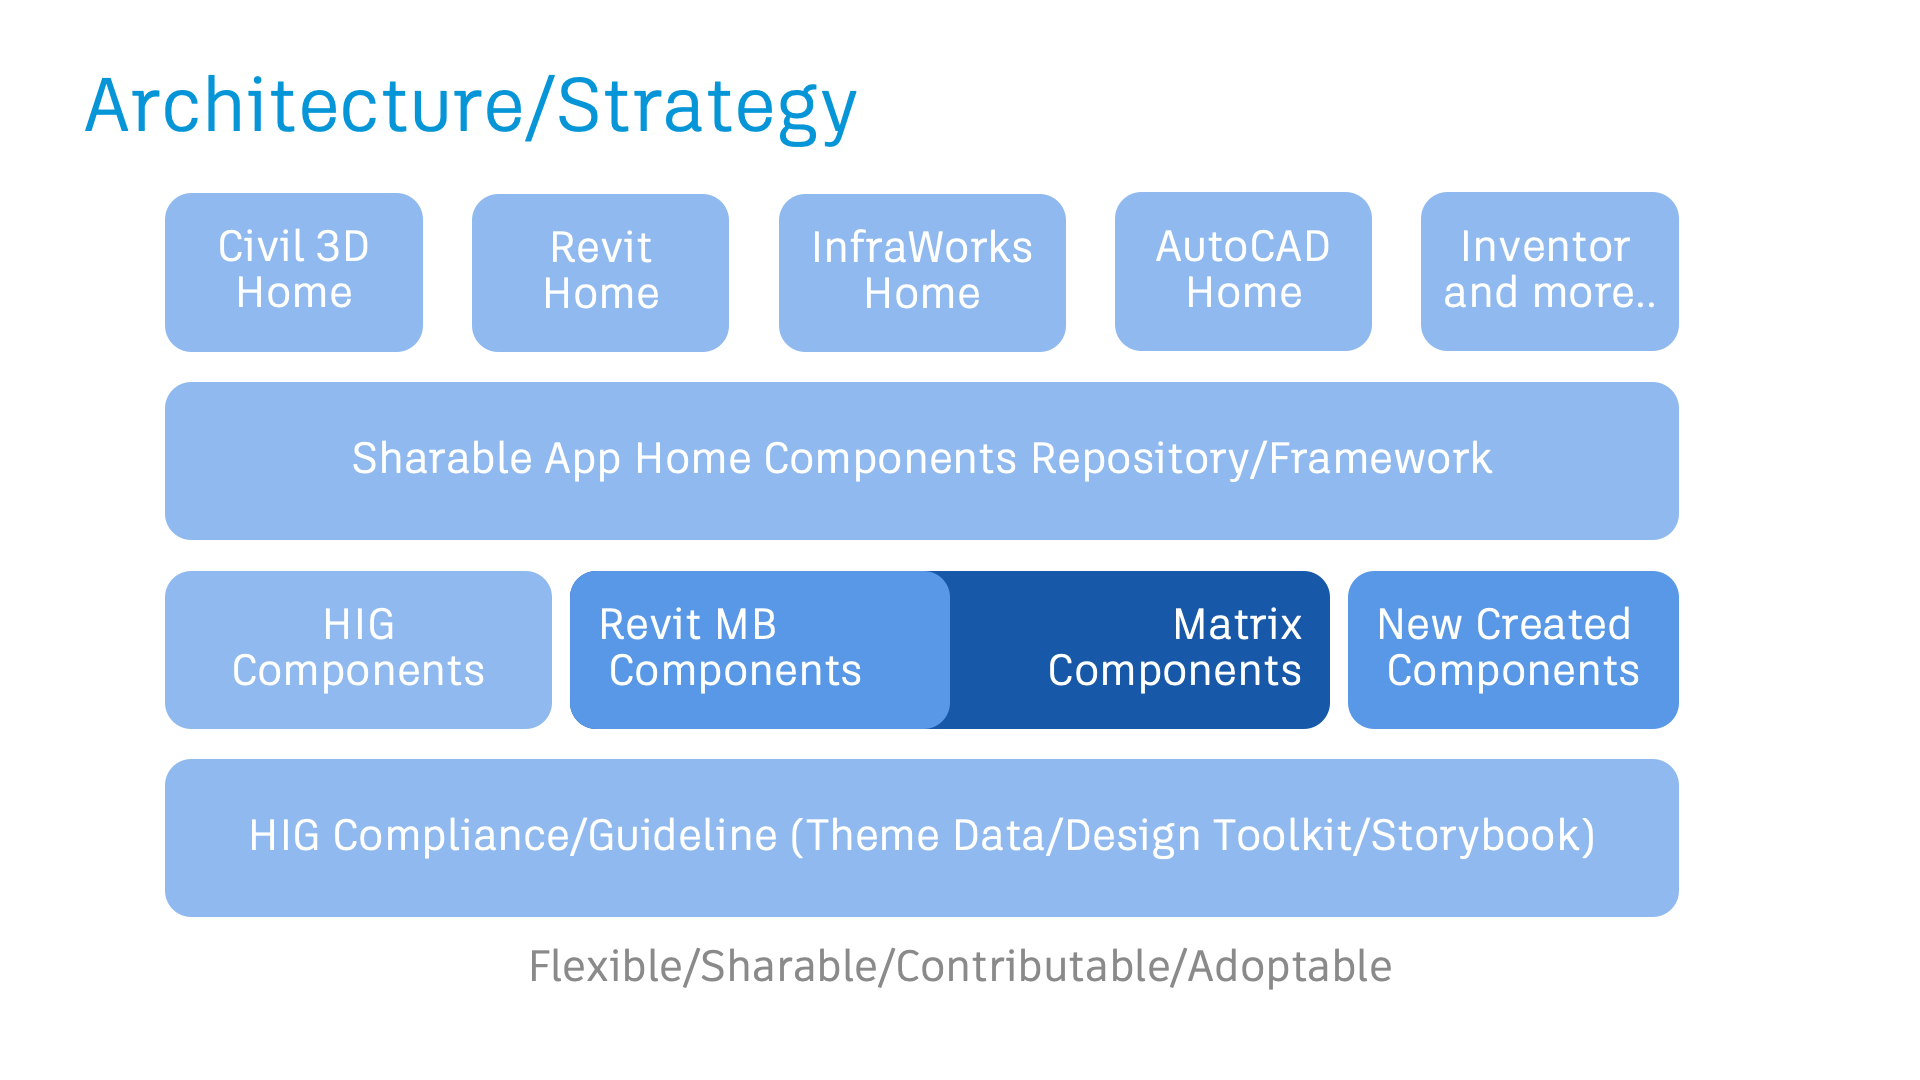 Architecture/Strategy
Civil 3D
Home
Revit
Home
InfraWorks
Home
AutoCAD
Home
Inventor
and more..
Sharable App Home Components Repository/Framework
HIG
Components
Revit MB
Components
Matrix
Components
New Created
Components
HIG Compliance/Guideline (Theme Data/Design Toolkit/Storybook)
Flexible/Sharable/Contributable/Adoptable